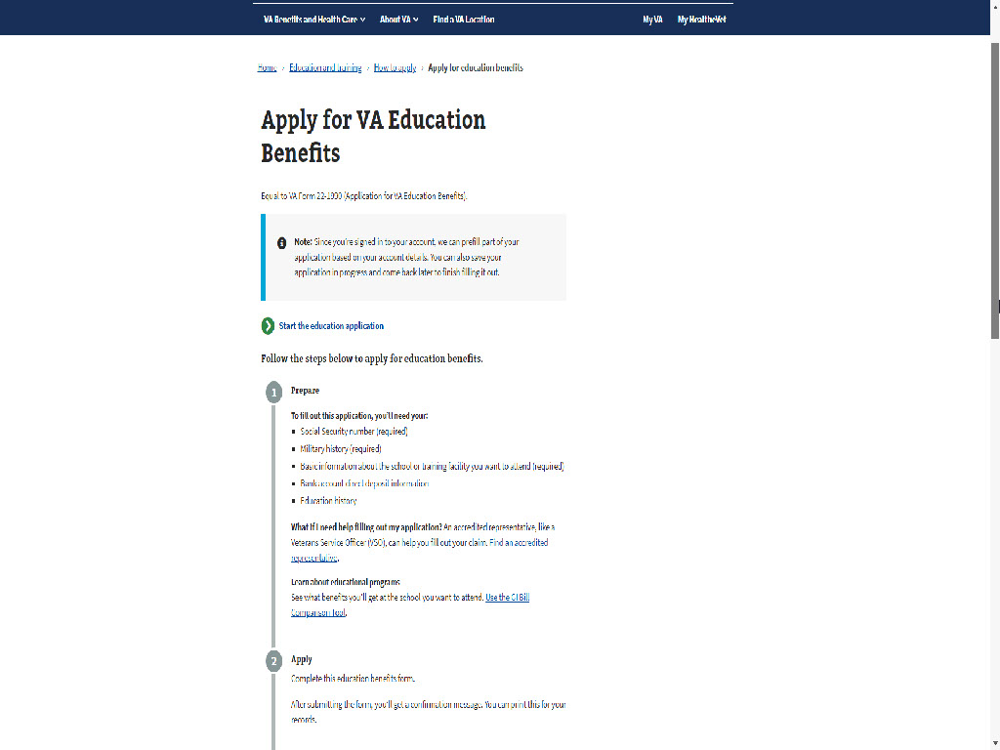 VA Benefits and Health Care About VA Find a VA Location My VA My HealtheVet
Home › Education and training › How to apply › Apply for education benefits
Apply for VA Education
Benefits
Equal to VA Form 22-1990 (Application for VA Education Benefits).
Note: Since you're signed in to your account, we can prefill part of your
application based on your account details. You can also save your
application in progress and come back later to finish filling it out.
Start the education application
Follow the steps below to apply for education benefits.
1 Prepare
To fill out this application, you'll need your:
Social Security number (required)
Military history (required)
Basic information about the school or training facility you want to attend (required)
Bank account direct deposit information
Education history
What if I need help filling out my application? An accredited representative, like a
Veterans Service Officer (VSO), can help you fill out your claim. Find an accredited
representative.
Learn about educational programs
See what benefits you'll get at the school you want to attend. Use the GI Bill
Comparison Tool.
2 Apply
Complete this education benefits form.
After submitting the form, you'll get a confirmation message. You can print this for your
records.